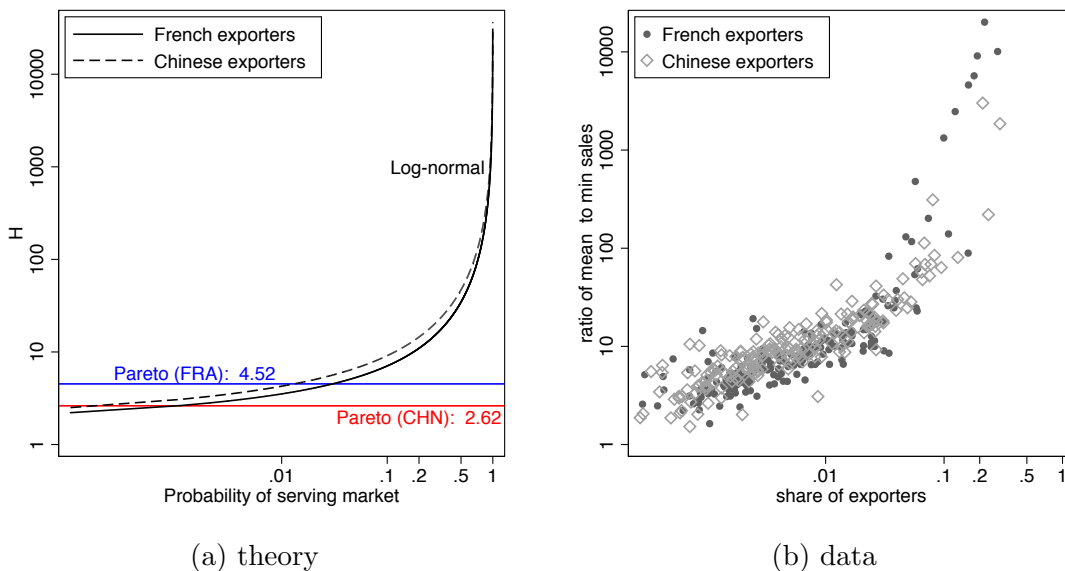 French exporters
Chinese exporters
Log-normal
Pareto (FRA): 4.52
Pareto (CHN): 2.62
H
1
10
100
1000
10000
.01
.1
.2
.5
1
Probability of serving market
(a) theory
French exporters
Chinese exporters
ratio of mean to min sales
1
10
100
1000
10000
.01
.1
.2
.5
1
share of exporters
(b) data